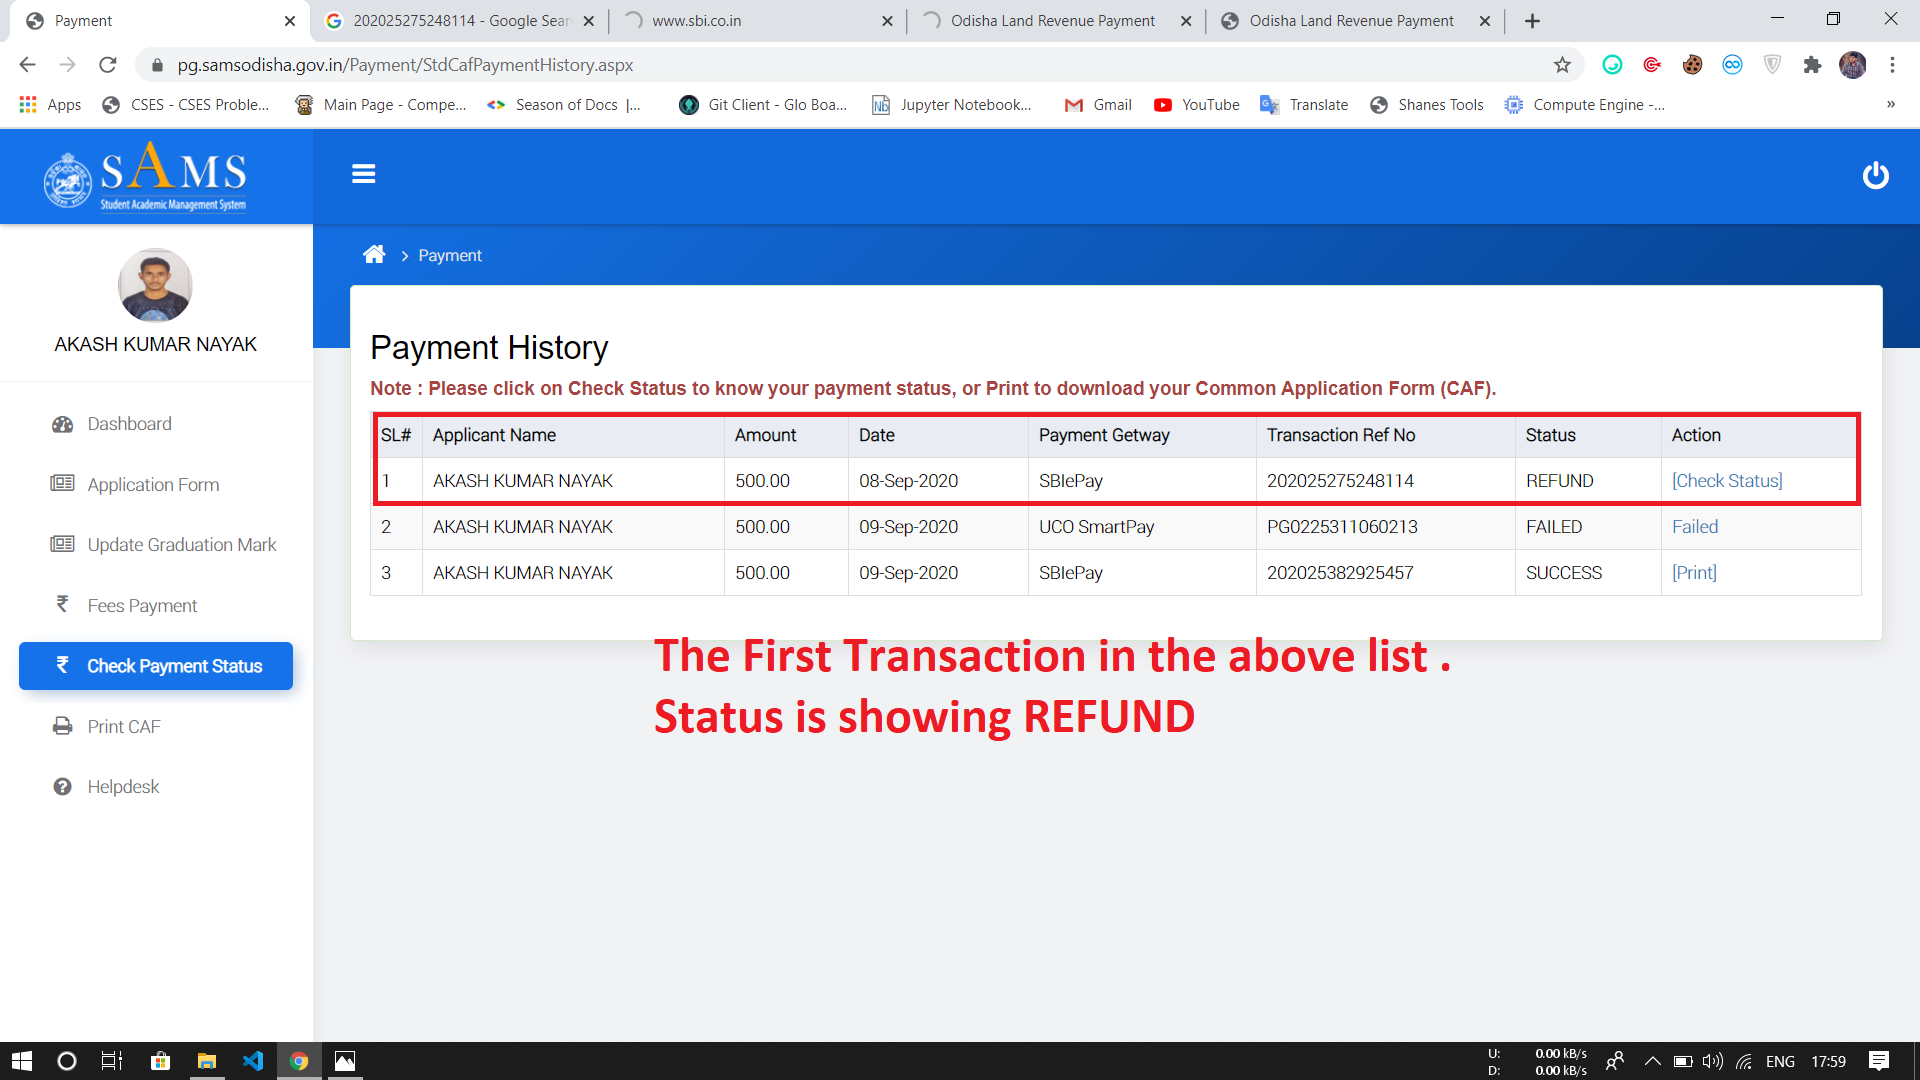 Payment
202025275248114 - Google Sear
www.sbi.co.in
Odisha Land Revenue Payment
Odisha Land Revenue Payment
pg.samsodisha.gov.in/Payment/StdCafPaymentHistory.aspx
Apps
CSES - CSES Proble...
Main Page - Compe...
Season of Docs |...
Git Client - Glo Boa...
Jupyter Notebook...
Gmail
YouTube
Translate
Shanes Tools
Compute Engine -...
»
SAMS
Student Academic Management System
AKASH KUMAR NAYAK
Dashboard
Application Form
Update Graduation Mark
₹ Fees Payment
₹ Check Payment Status
Print CAF
Helpdesk
> Payment
Payment History
Note : Please click on Check Status to know your payment status, or Print to download your Common Application Form (CAF).
SL# Applicant Name Amount Date Payment Getway Transaction Ref No Status Action
1 AKASH KUMAR NAYAK 500.00 08-Sep-2020 SBIePay 202025275248114 REFUND [Check Status]
2 AKASH KUMAR NAYAK 500.00 09-Sep-2020 UCO SmartPay PG0225311060213 FAILED Failed
3 AKASH KUMAR NAYAK 500.00 09-Sep-2020 SBIePay 202025382925457 SUCCESS [Print]
The First Transaction in the above list .
Status is showing REFUND
U: 0.00 kB/s
D: 0.00 kB/s
ENG
17:59